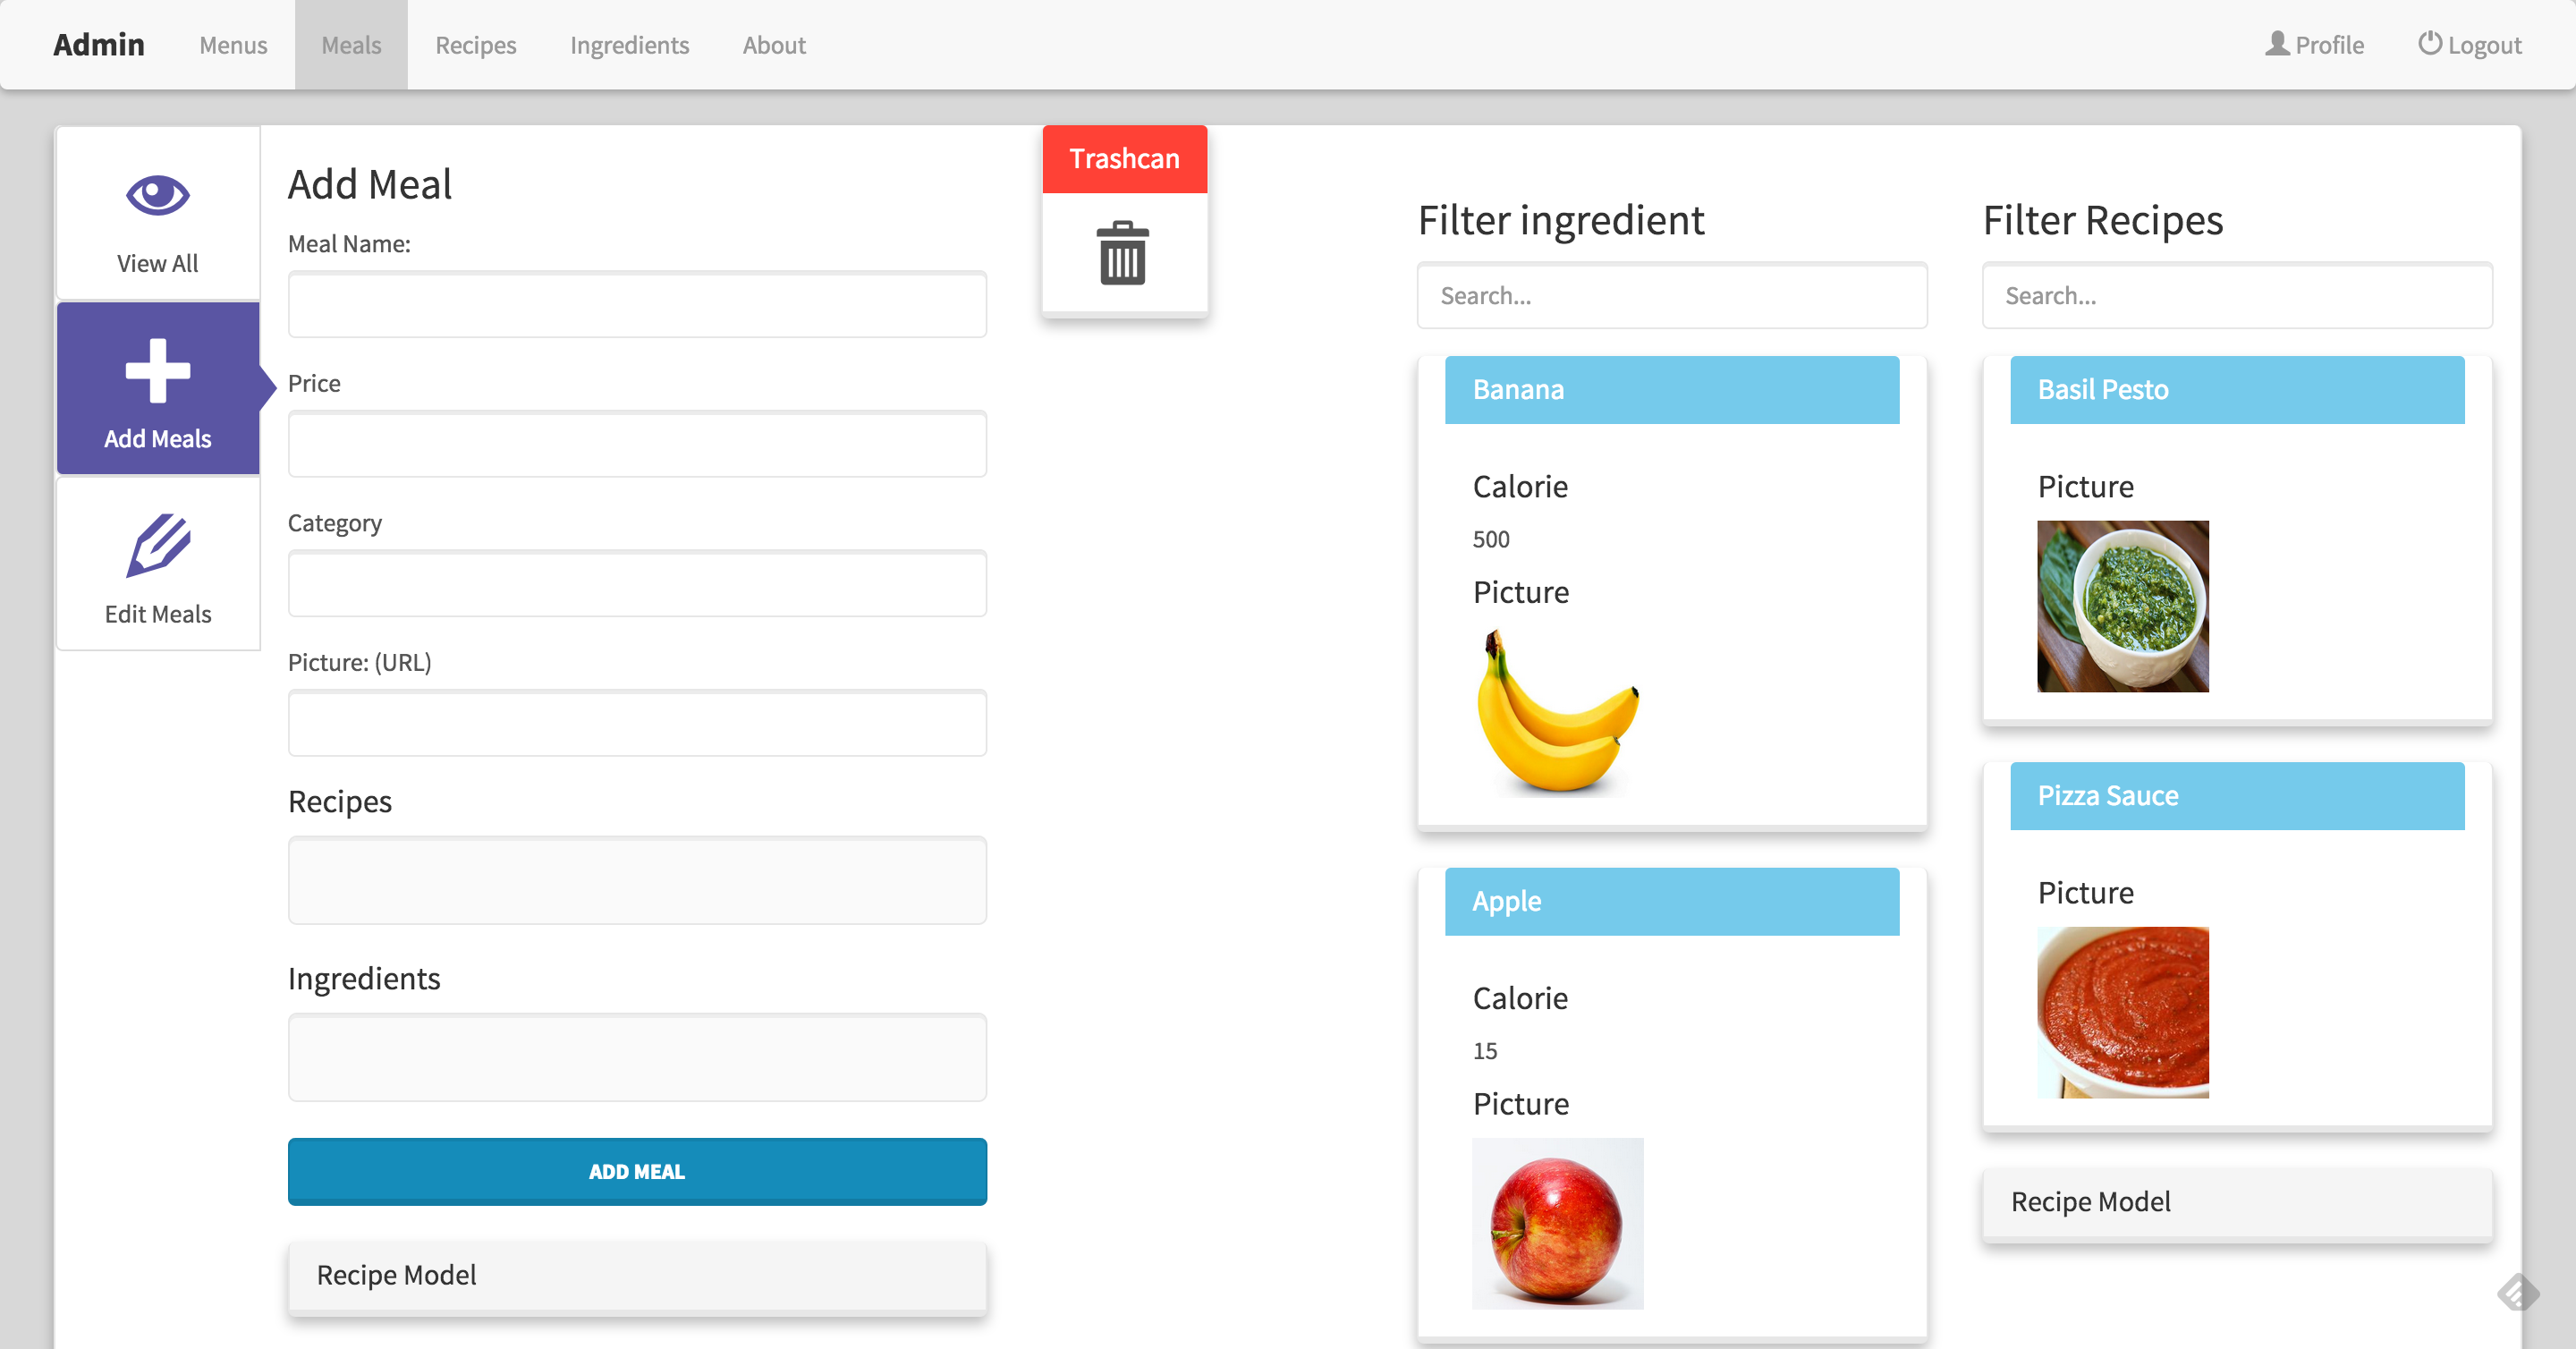 Admin
Menus
Meals
Recipes
Ingredients
About
Profile
Logout
View All
Add Meals
Edit Meals
Add Meal
Meal Name:
Price
Category
Picture: (URL)
Recipes
Ingredients
ADD MEAL
Recipe Model
Trashcan
Filter ingredient
Search...
Banana
Calorie
500
Picture
Apple
Calorie
15
Picture
Filter Recipes
Search...
Basil Pesto
Picture
Pizza Sauce
Picture
Recipe Model